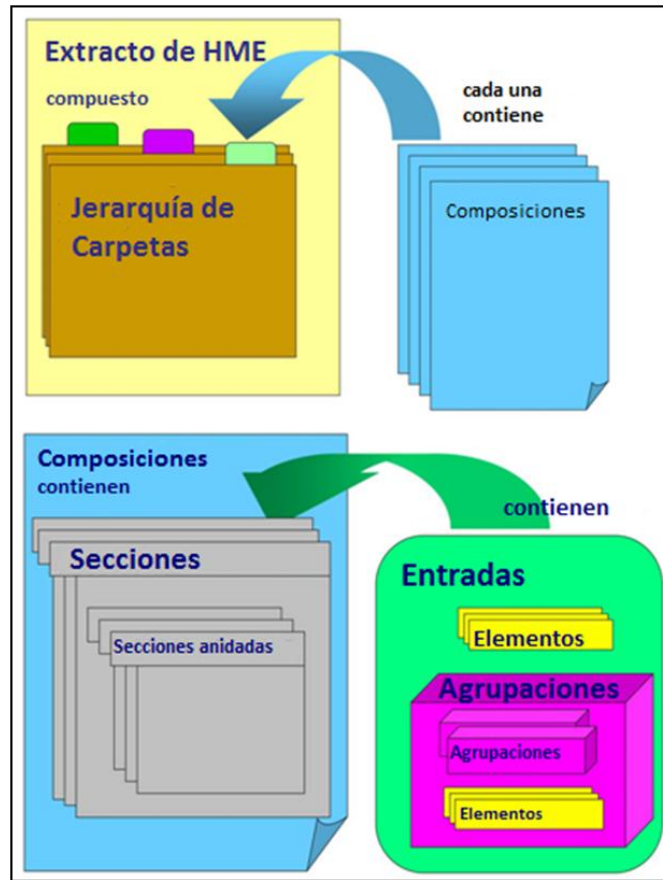 Extracto de HME
compuesto
cada una
contiene
Jerarquía de
Carpetas
Composiciones
Composiciones
contienen
contienen
Secciones
Secciones anidadas
Entradas
Elementos
Agrupaciones
Agrupaciones
Elementos